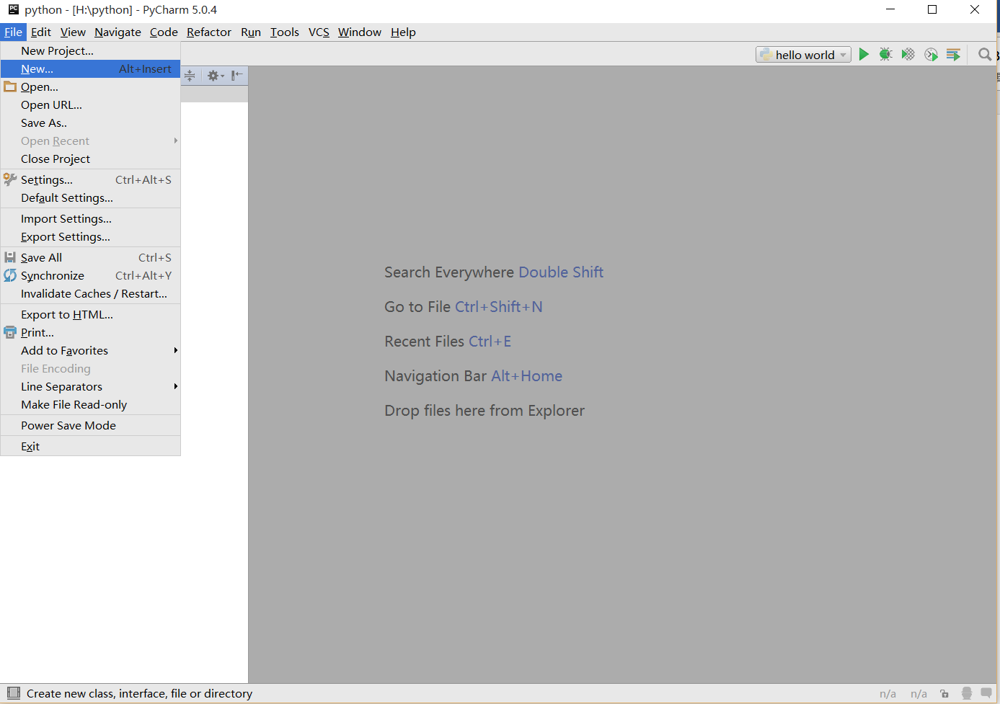 python - [H:\python] - PyCharm 5.0.4
File Edit View Navigate Code Refactor Run Tools VCS Window Help
hello world
New Project...
New... Alt+Insert
Open...
Open URL...
Save As..
Open Recent
Close Project
Settings... Ctrl+Alt+S
Default Settings...
Import Settings...
Export Settings...
Save All Ctrl+S
Synchronize Ctrl+Alt+Y
Invalidate Caches / Restart...
Export to HTML...
Print...
Add to Favorites
File Encoding
Line Separators
Make File Read-only
Power Save Mode
Exit
Search Everywhere Double Shift
Go to File Ctrl+Shift+N
Recent Files Ctrl+E
Navigation Bar Alt+Home
Drop files here from Explorer
Create new class, interface, file or directory
n/a n/a